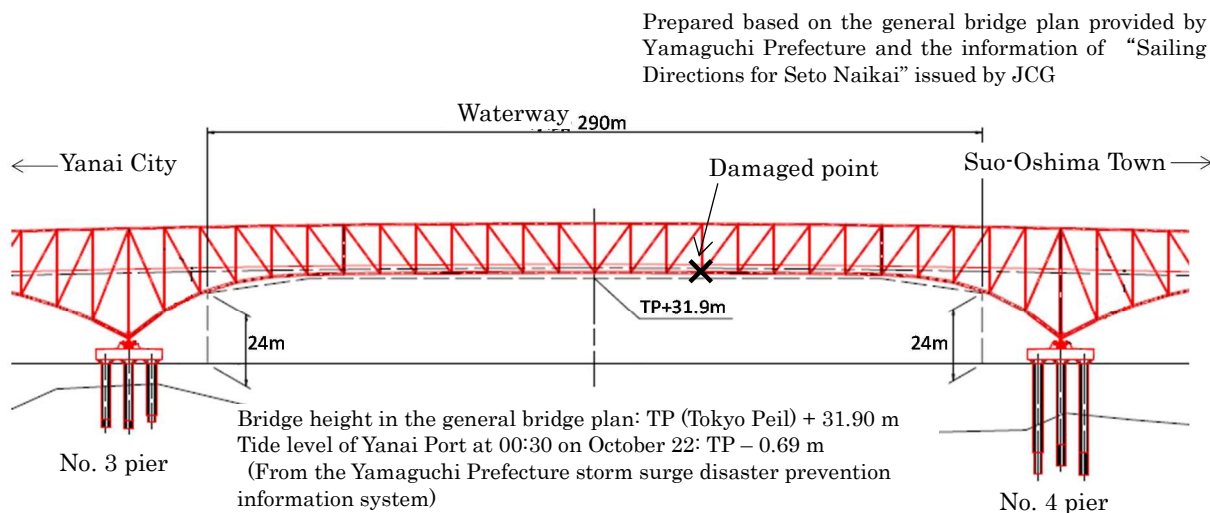 Prepared based on the general bridge plan provided by
Yamaguchi Prefecture and the information of “Sailing
Directions for Seto Naikai” issued by JCG
Waterway
290m
← Yanai City
Damaged point
Suo-Oshima Town →
TP+31.9m
24m
24m
Bridge height in the general bridge plan: TP (Tokyo Peil) + 31.90 m
Tide level of Yanai Port at 00:30 on October 22: TP – 0.69 m
(From the Yamaguchi Prefecture storm surge disaster prevention
information system)
No. 3 pier
No. 4 pier